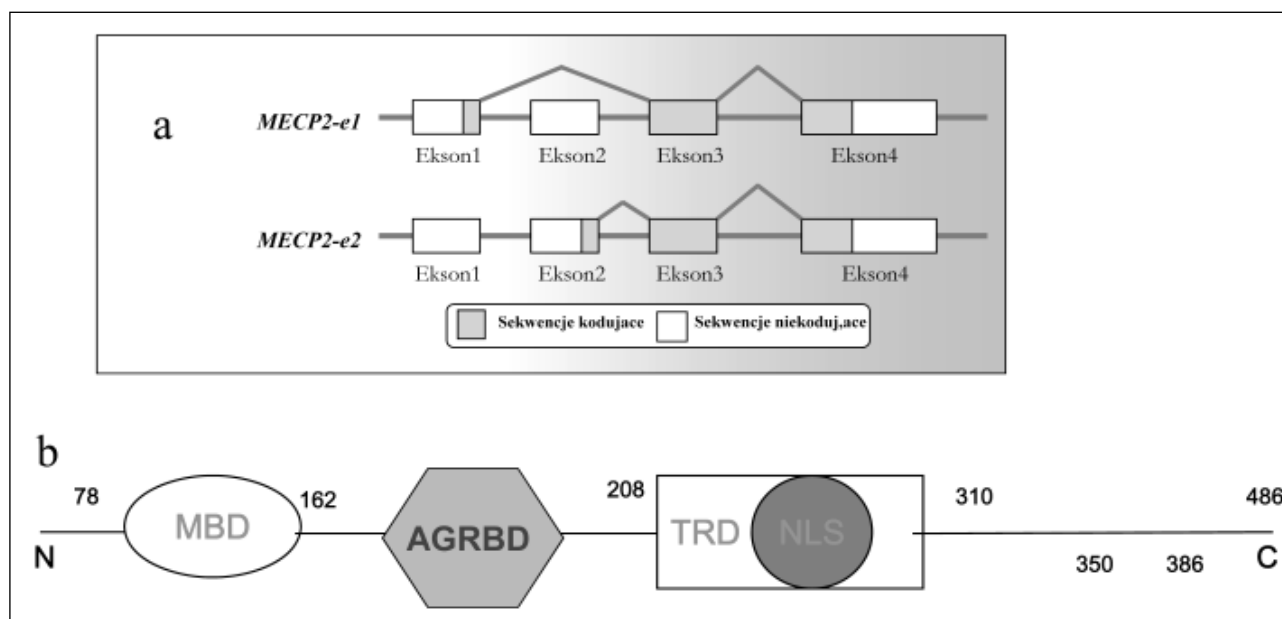 a
MECP2-e1
Ekson1 Ekson2 Ekson3 Ekson4
MECP2-e2
Ekson1 Ekson2 Ekson3 Ekson4
Sekwencje kodujace Sekwencje niekoduj,ace
b
78 162 208 310 486
MBD AGRBD TRD NLS
N 350 386 C